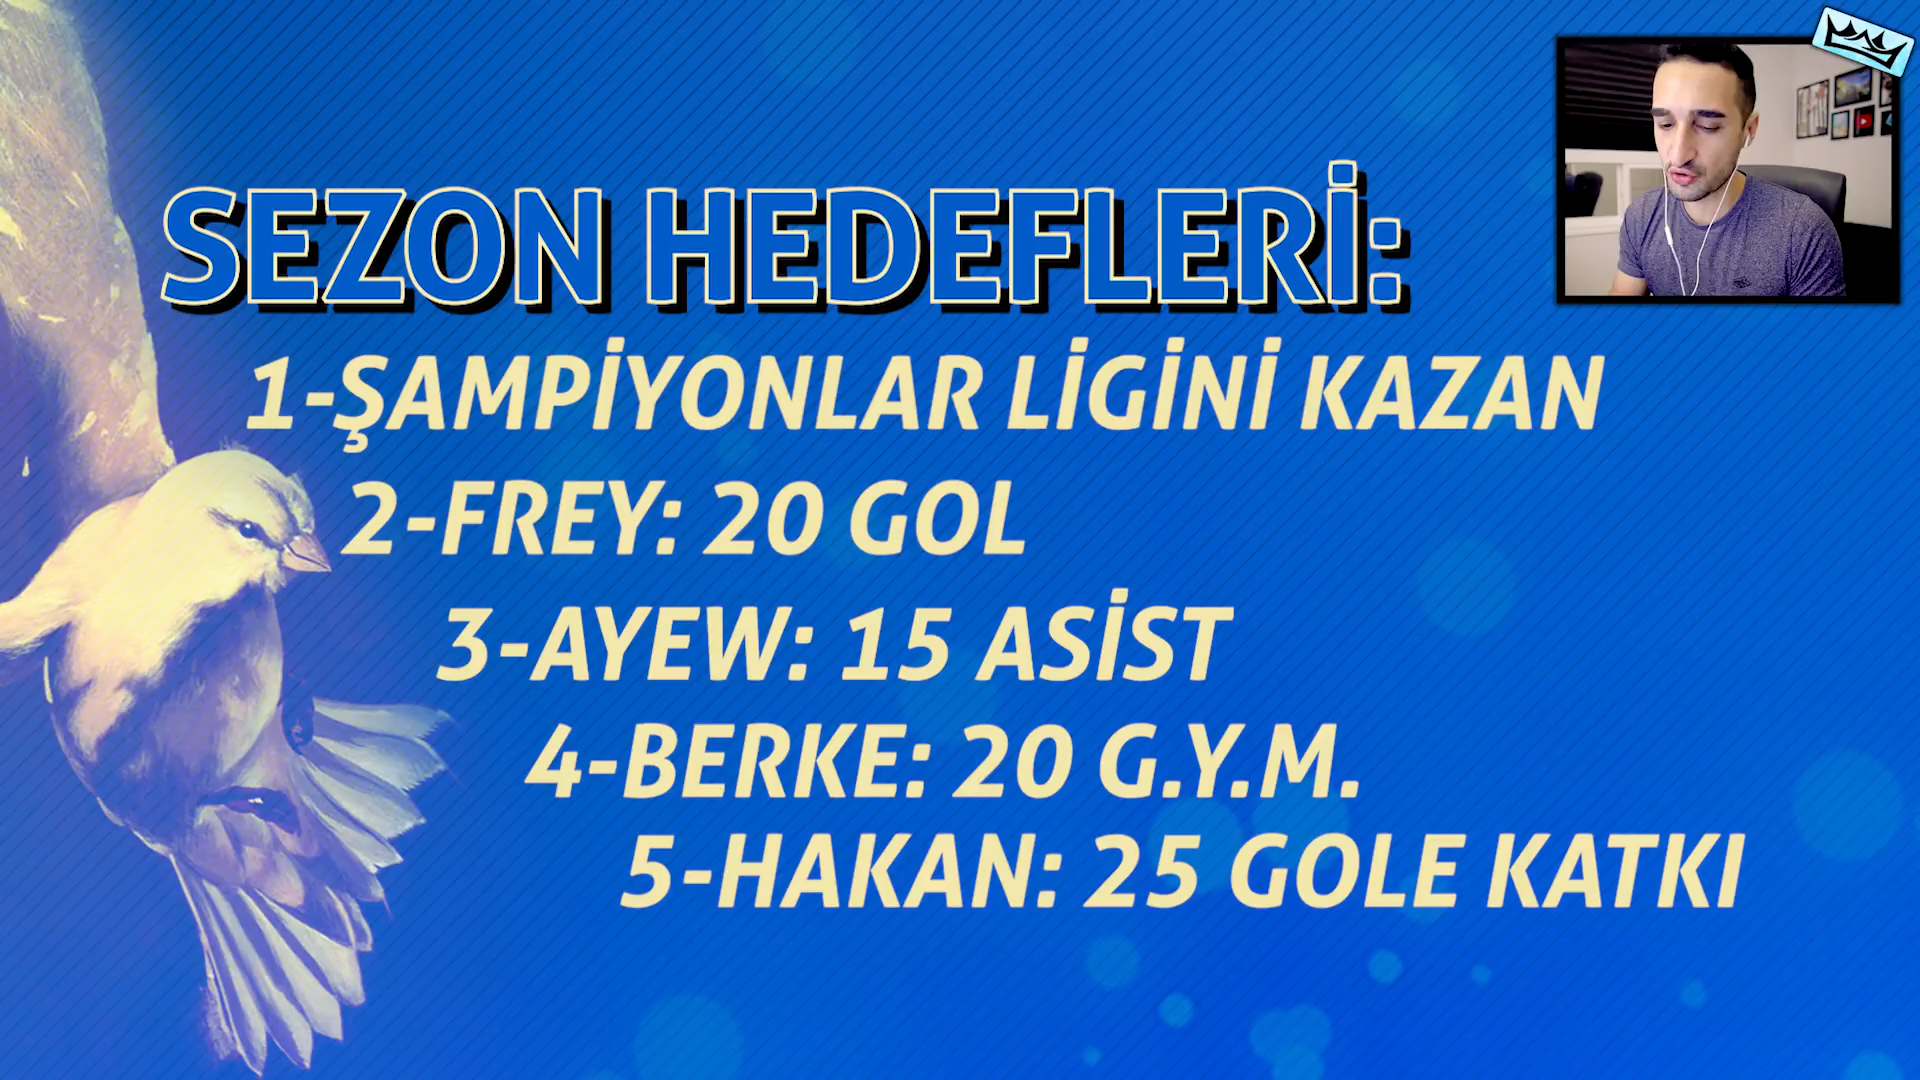 SEZON HEDEFLERİ:
1-ŞAMPİYONLAR LİGİNİ KAZAN
2-FREY: 20 GOL
3-AYEW: 15 ASİST
4-BERKE: 20 G.Y.M.
5-HAKAN: 25 GOLE KATKI